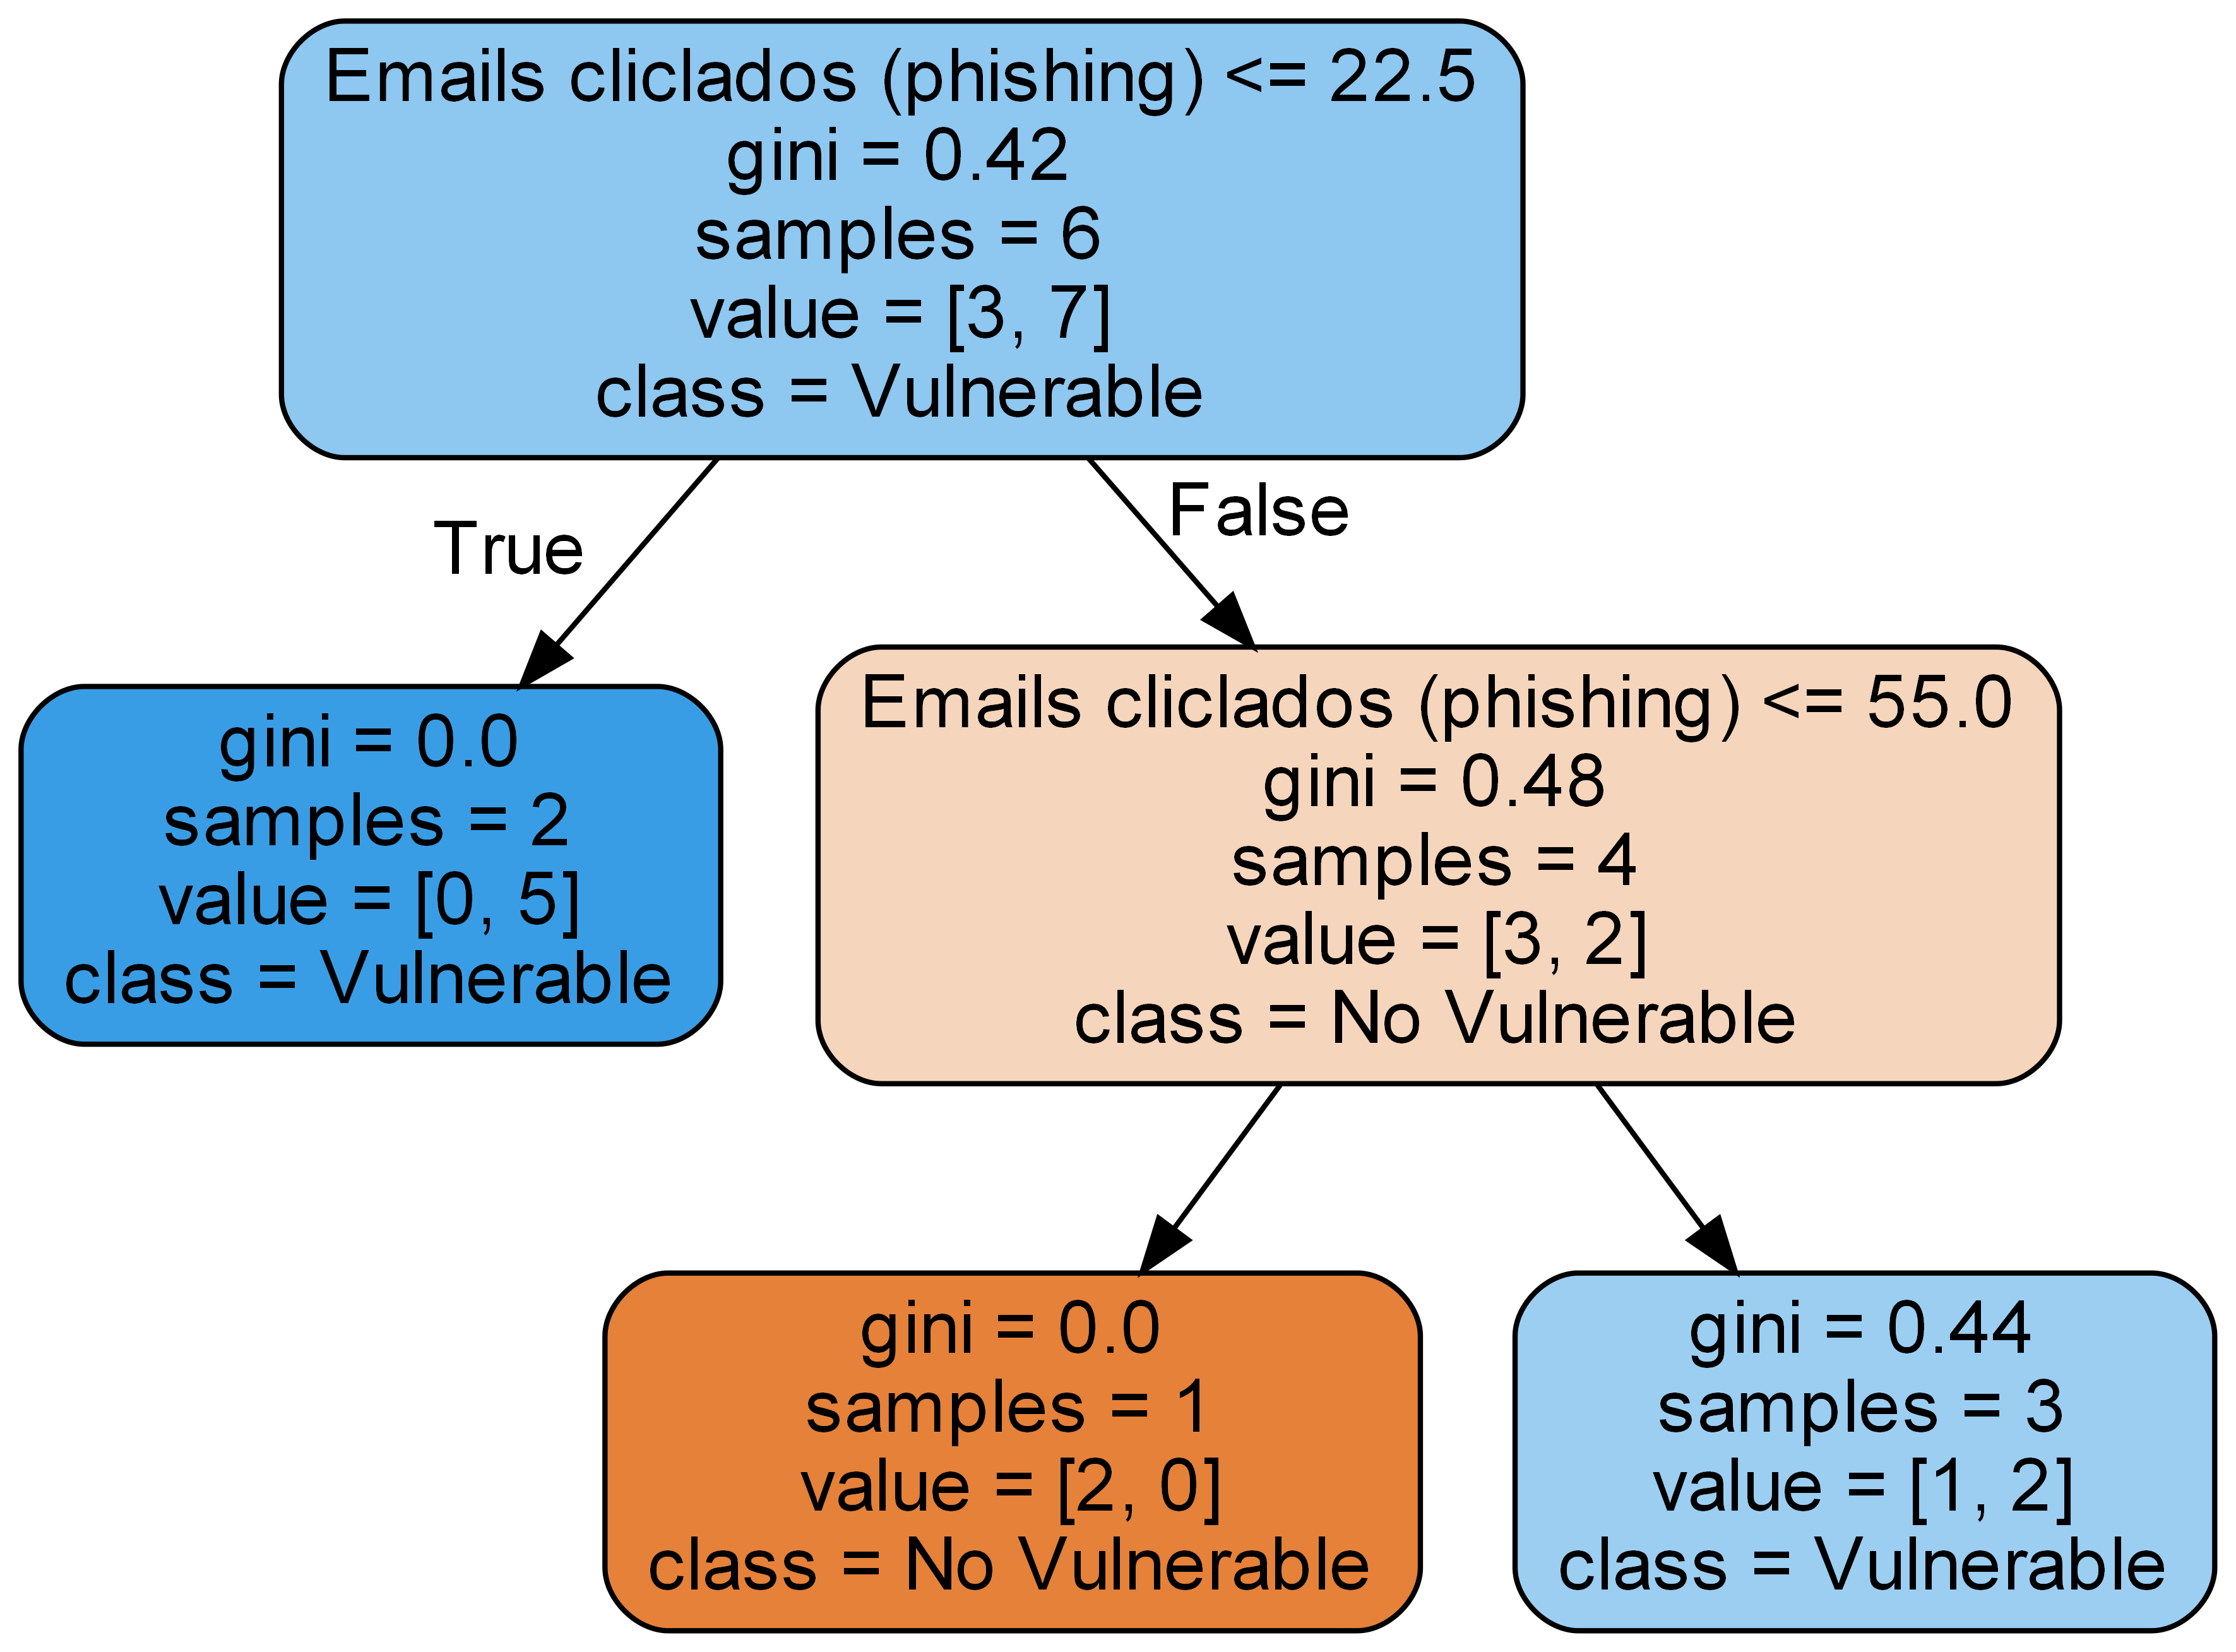 Emails cliclados (phishing) <= 22.5
gini = 0.42
samples = 6
value = [3, 7]
class = Vulnerable
True
False
gini = 0.0
samples = 2
value = [0, 5]
class = Vulnerable
Emails cliclados (phishing) <= 55.0
gini = 0.48
samples = 4
value = [3, 2]
class = No Vulnerable
gini = 0.0
samples = 1
value = [2, 0]
class = No Vulnerable
gini = 0.44
samples = 3
value = [1, 2]
class = Vulnerable